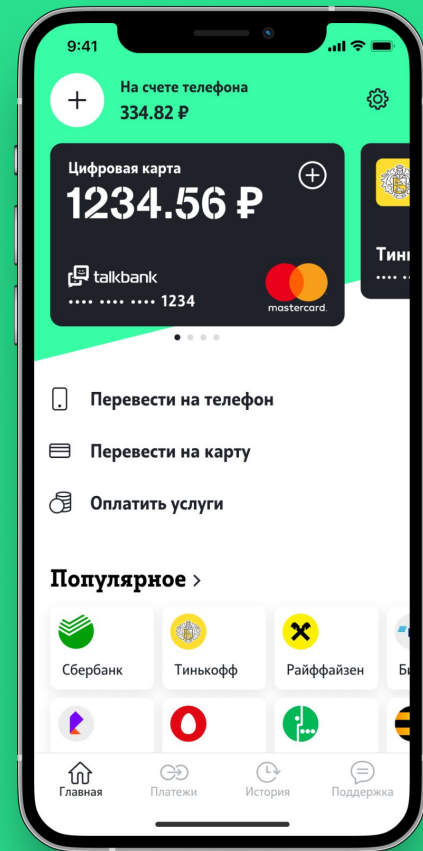 9:41
На счете телефона
334.82 ₽
Цифровая карта
1234.56 ₽
talkbank
•••• •••• •••• 1234
mastercard.
Перевести на телефон
Перевести на карту
Оплатить услуги
Популярное ›
Сбербанк
Тинькофф
Райффайзен
Главная
Платежи
История
Поддержка